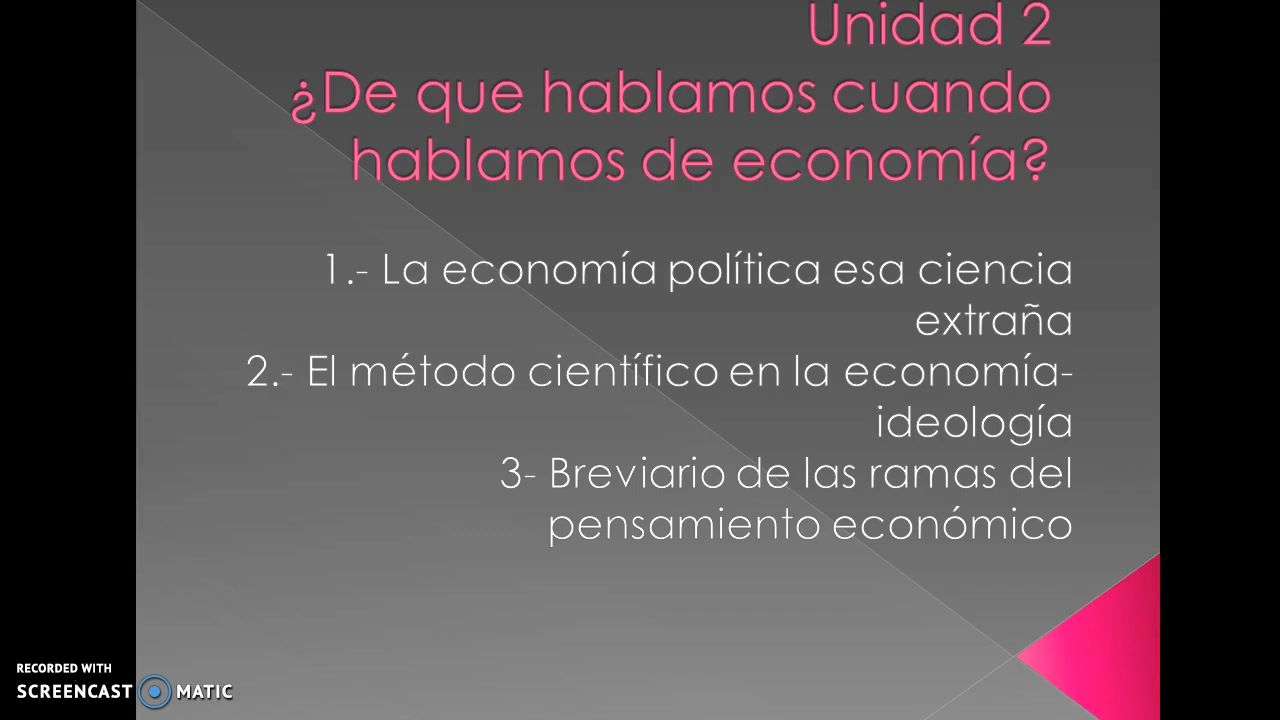 Unidad 2
¿De que hablamos cuando
hablamos de economía?
1.- La economía política esa ciencia
extraña
2.- El método científico en la economía-
ideología
3- Breviario de las ramas del
pensamiento económico
RECORDED WITH
SCREENCAST MATIC